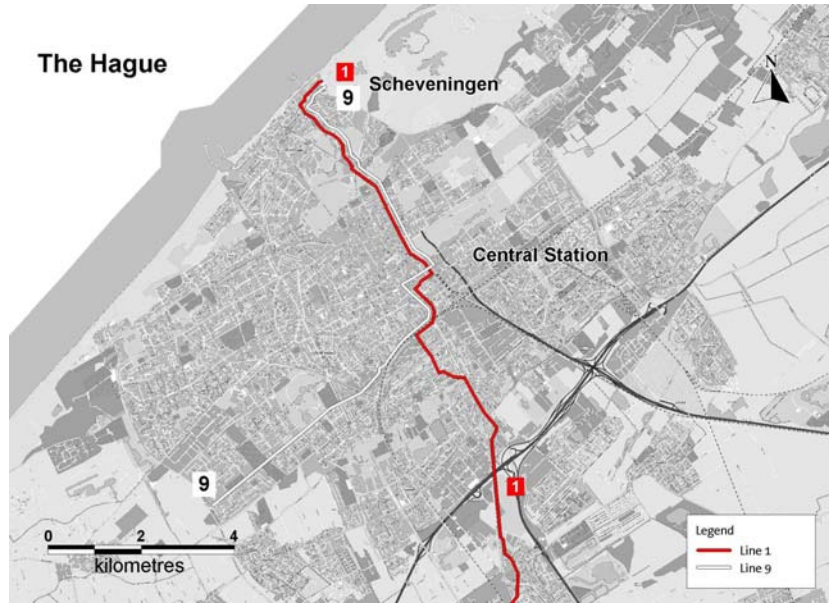 The Hague
1
9
Scheveningen
N
Central Station
9
1
0 2 4
kilometres
Legend
Line 1
Line 9